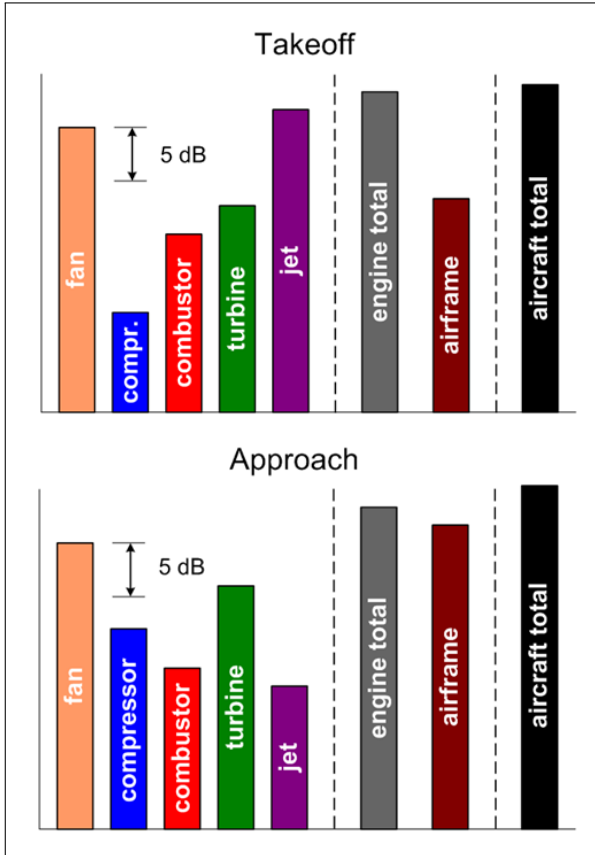 Takeoff
5 dB
fan
compr.
combustor
turbine
jet
engine total
airframe
aircraft total
Approach
5 dB
fan
compressor
combustor
turbine
jet
engine total
airframe
aircraft total